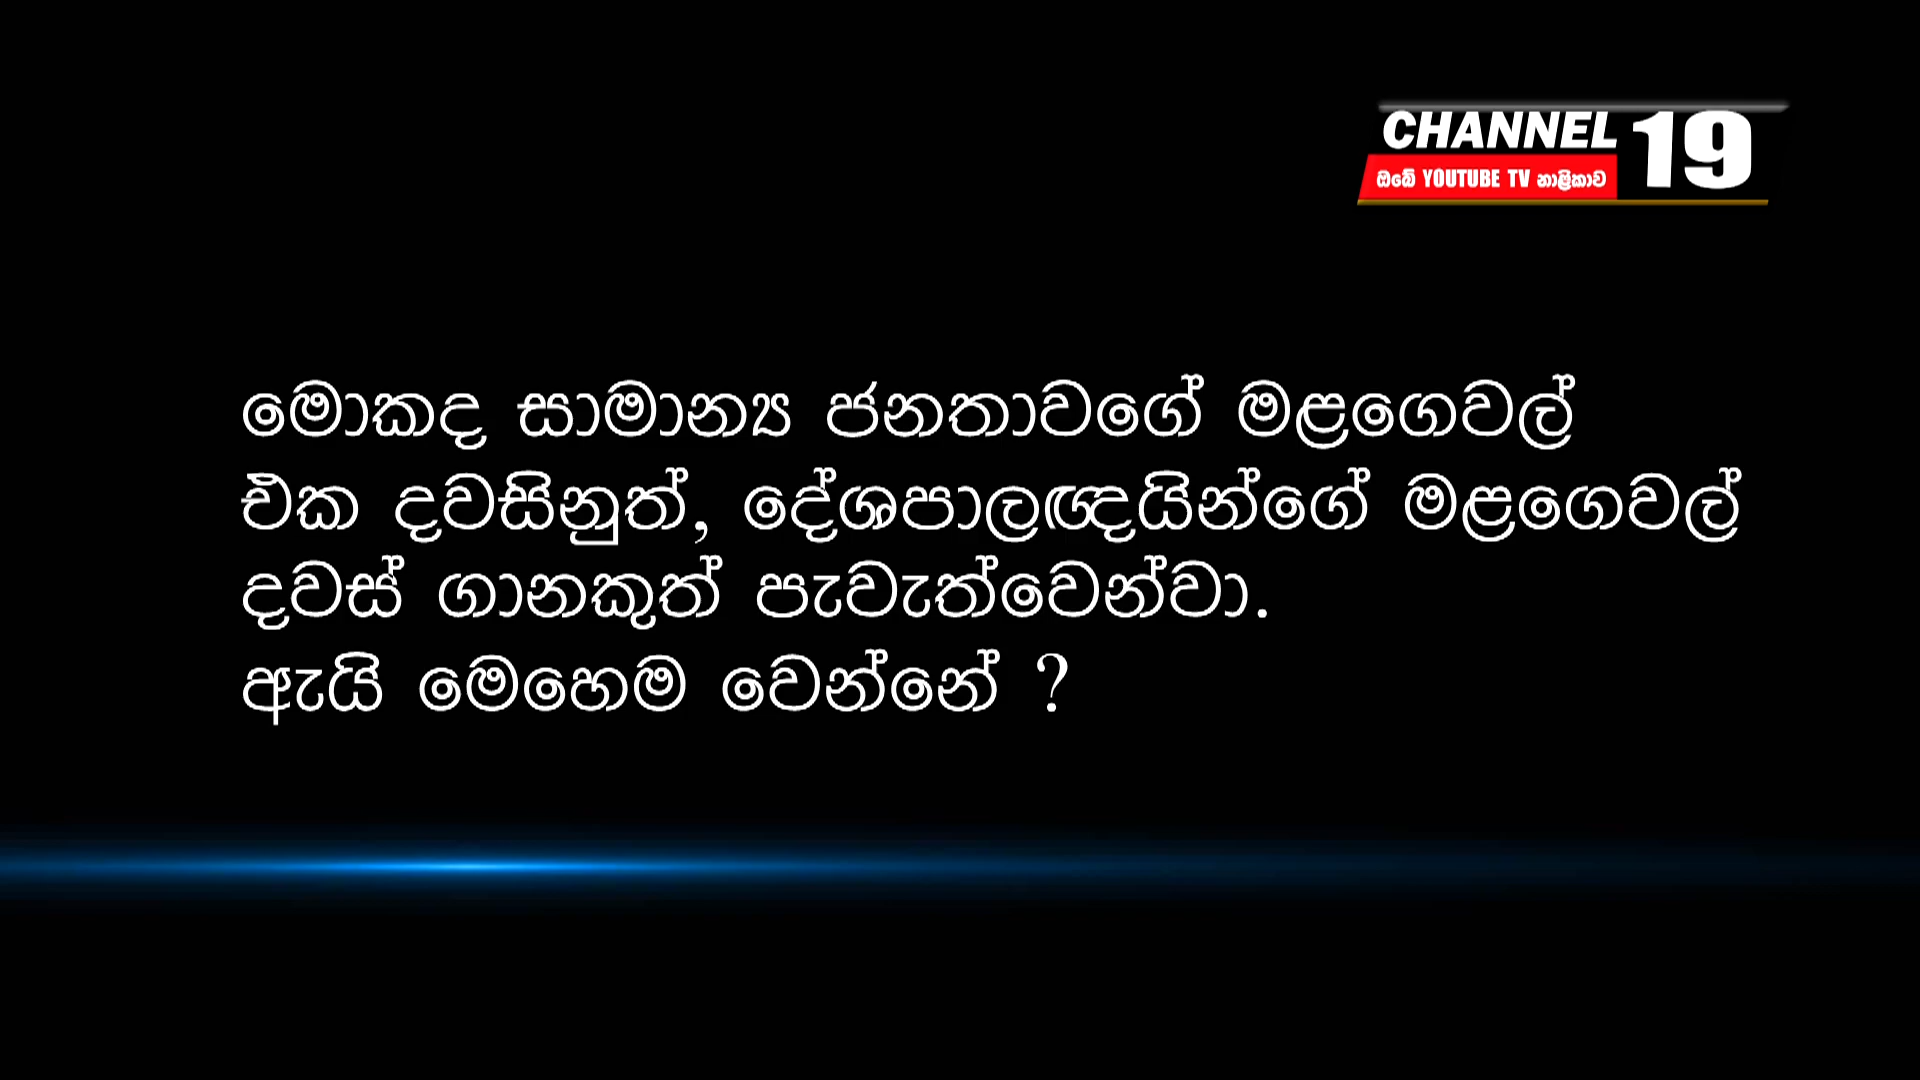 CHANNEL 19
ඔබේ YOUTUBE TV නාළිකාව
මොකද සාමාන්‍ය ජනතාවගේ මළගෙවල්
එක දවසිනුත්, දේශපාලඥයින්ගේ මළගෙවල්
දවස් ගානකුත් පැවැත්වෙන්වා.
ඇයි මෙහෙම වෙන්නේ ?